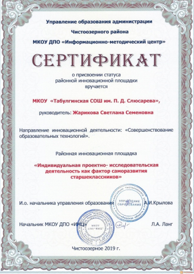 Управление образования администрации
Чистоозерного района
МКОУ ДПО «Информационно-методический центр»
СЕРТИФИКАТ
о присвоении статуса
районной инновационной площадки
вручается
МКОУ «Табулгинская СОШ им. П. Д. Слюсарева»,
руководитель: Жарикова Светлана Семеновна
Направление инновационной деятельности: «Совершенствование
образовательных технологий».
Районная инновационная площадка
«Индивидуальная проектно- исследовательская
деятельность как фактор саморазвития
старшеклассников»
И.о. начальника управления образования А.И.Крылова
Начальник МКОУ ДПО «ИМЦ» Л.А. Ланг
Чистоозерное 2019 г.